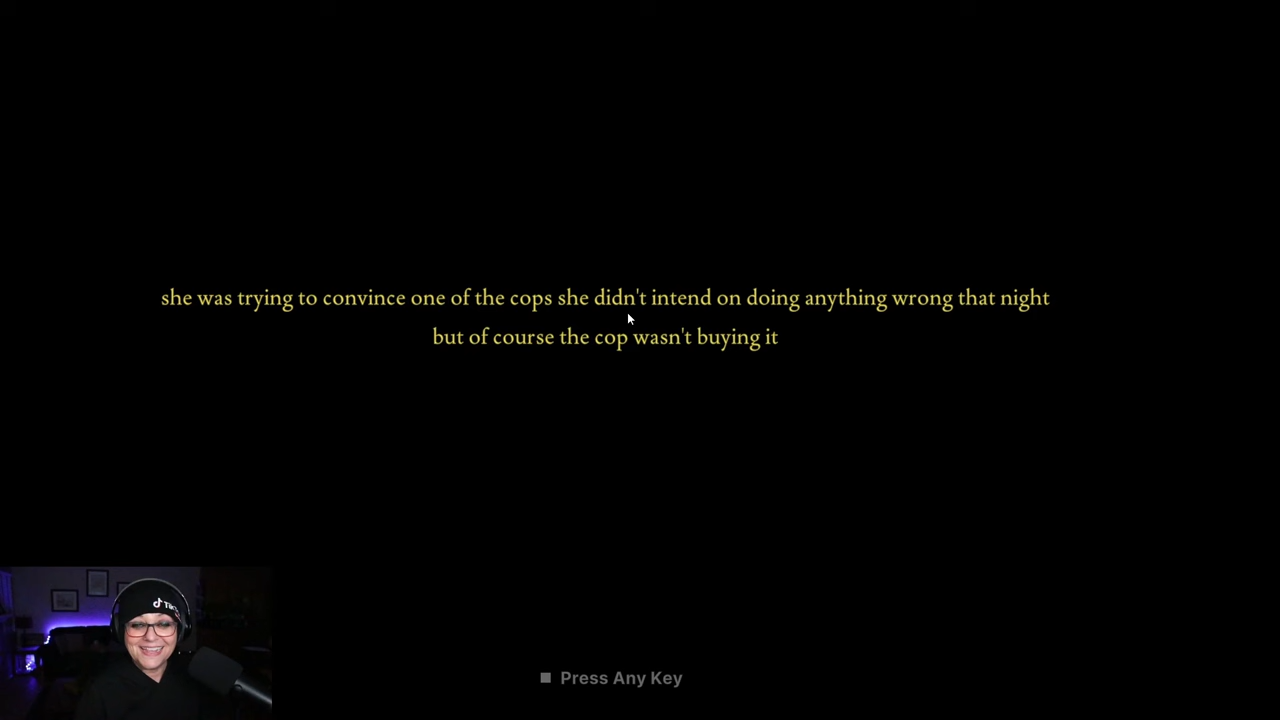 she was trying to convince one of the cops she didn't intend on doing anything wrong that night
but of course the cop wasn't buying it
Press Any Key